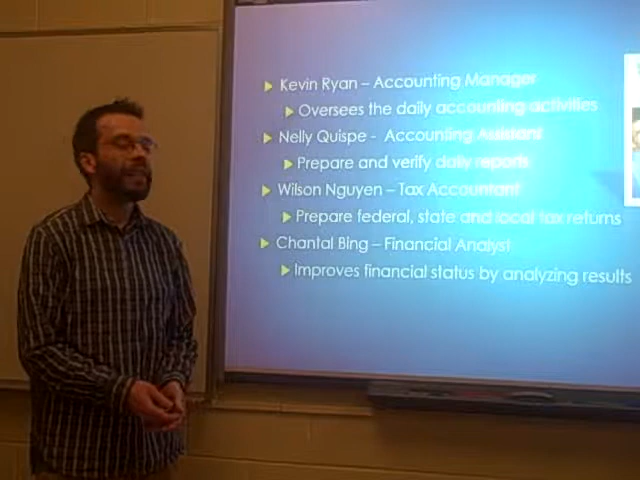 Kevin Ryan – Accounting Manager
Oversees the daily accounting activities
Nelly Quispe - Accounting Assistant
Prepare and verify daily reports
Wilson Nguyen – Tax Accountant
Prepare federal, state and local tax returns
Chantal Bing – Financial Analyst
Improves financial status by analyzing results